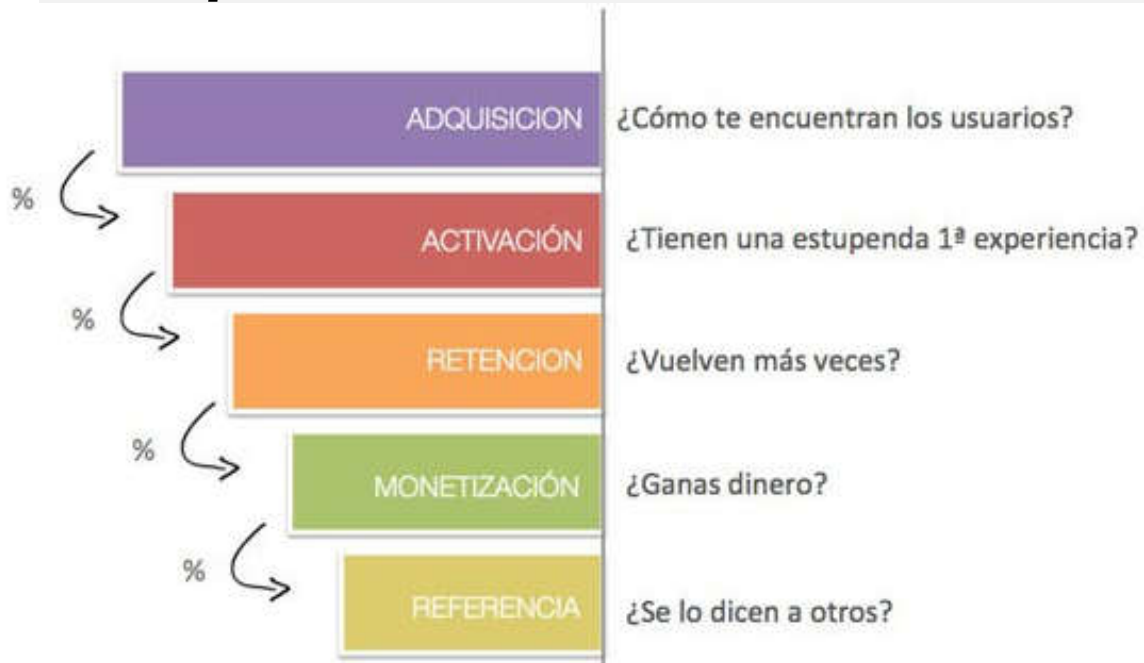 ADQUISICION ¿Cómo te encuentran los usuarios?
%
ACTIVACIÓN ¿Tienen una estupenda 1ª experiencia?
%
RETENCION ¿Vuelven más veces?
%
MONETIZACIÓN ¿Ganas dinero?
%
REFERENCIA ¿Se lo dicen a otros?